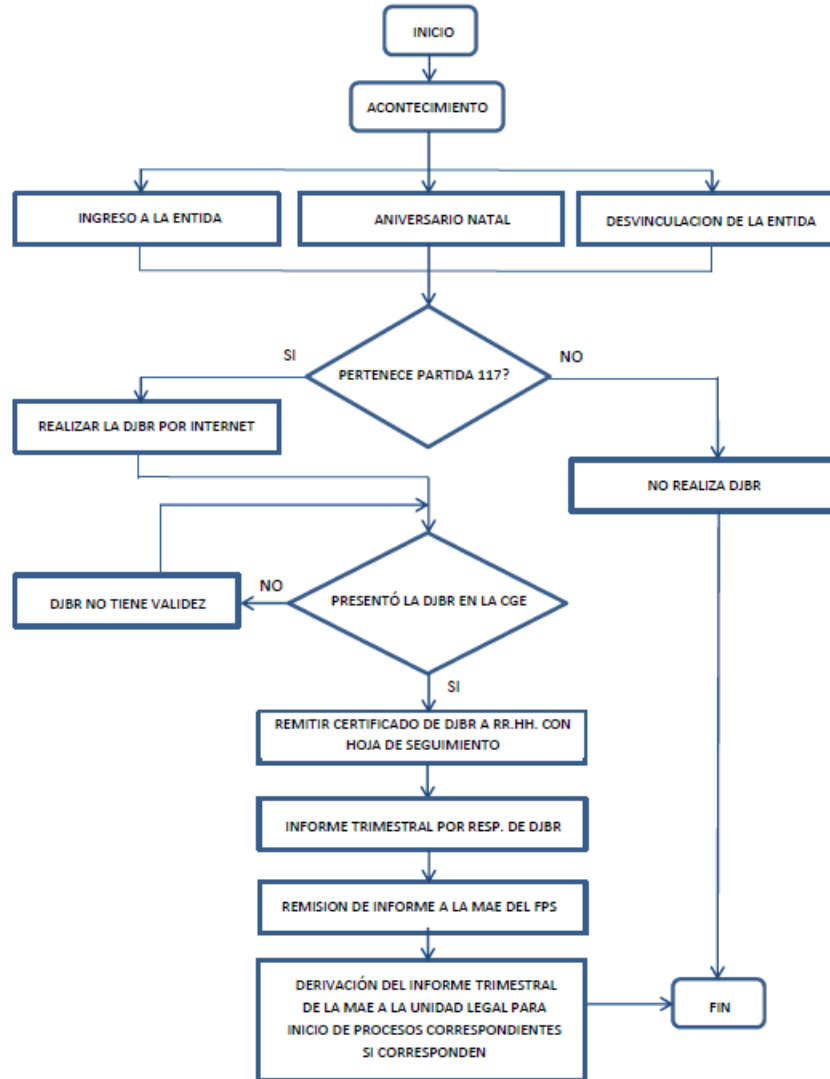 INICIO
ACONTECIMIENTO
INGRESO A LA ENTIDA
ANIVERSARIO NATAL
DESVINCULACION DE LA ENTIDA
SI
NO
PERTENECE PARTIDA 117?
REALIZAR LA DJBR POR INTERNET
NO REALIZA DJBR
NO
DJBR NO TIENE VALIDEZ
PRESENTÓ LA DJBR EN LA CGE
SI
REMITIR CERTIFICADO DE DJBR A RR.HH. CON
HOJA DE SEGUIMIENTO
INFORME TRIMESTRAL POR RESP. DE DJBR
REMISION DE INFORME A LA MAE DEL FPS
DERIVACIÓN DEL INFORME TRIMESTRAL
DE LA MAE A LA UNIDAD LEGAL PARA
INICIO DE PROCESOS CORRESPONDIENTES
SI CORRESPONDEN
FIN